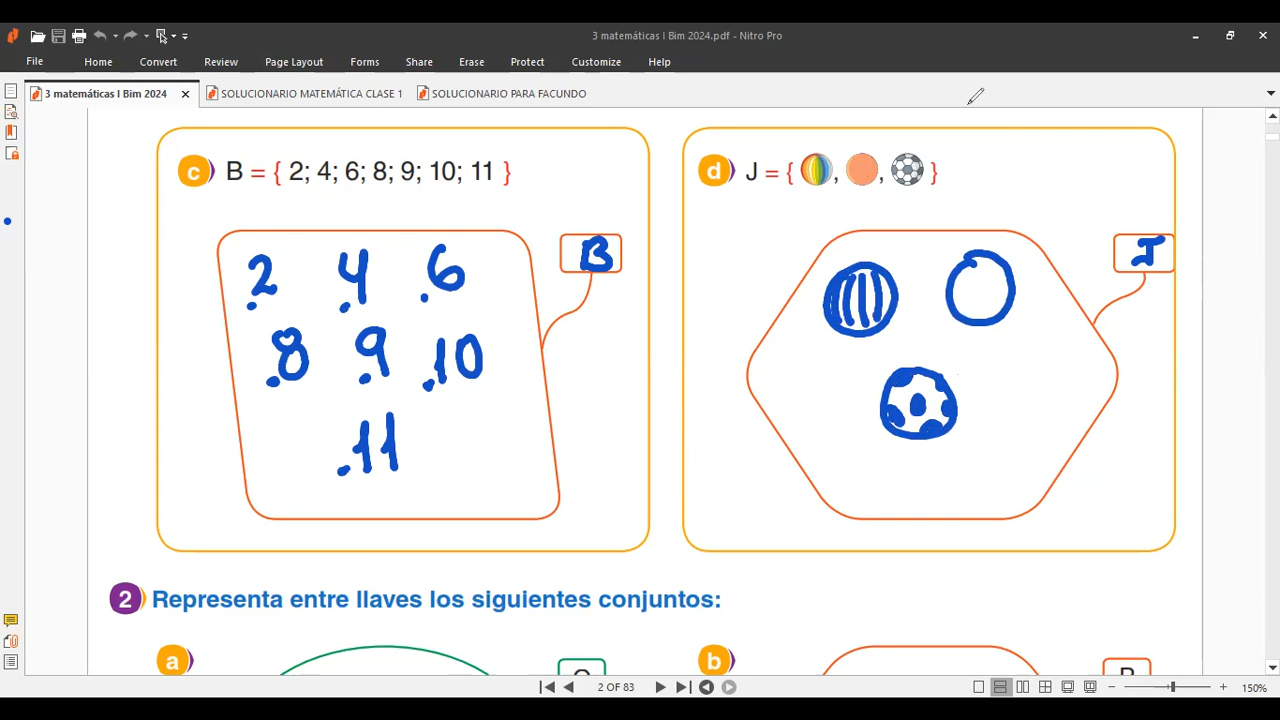 3 matemáticas I Bim 2024.pdf - Nitro Pro
File Home Convert Review Page Layout Forms Share Erase Protect Customize Help
3 matemáticas I Bim 2024 SOLUCIONARIO MATEMÁTICA CLASE 1 SOLUCIONARIO PARA FACUNDO
c B = { 2; 4; 6; 8; 9; 10; 11 }
B
2 4 6
8 9 10
11
d J = { , , }
J
2 Representa entre llaves los siguientes conjuntos:
a
b
2 OF 83
150%